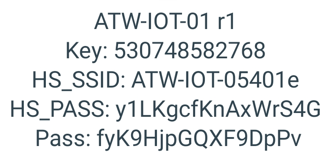 ATW-IOT-01 r1
Key: 530748582768
HS_SSID: ATW-IOT-05401e
HS_PASS: y1LKgcfKnAxWrS4G
Pass: fyK9HjpGQXF9DpPv